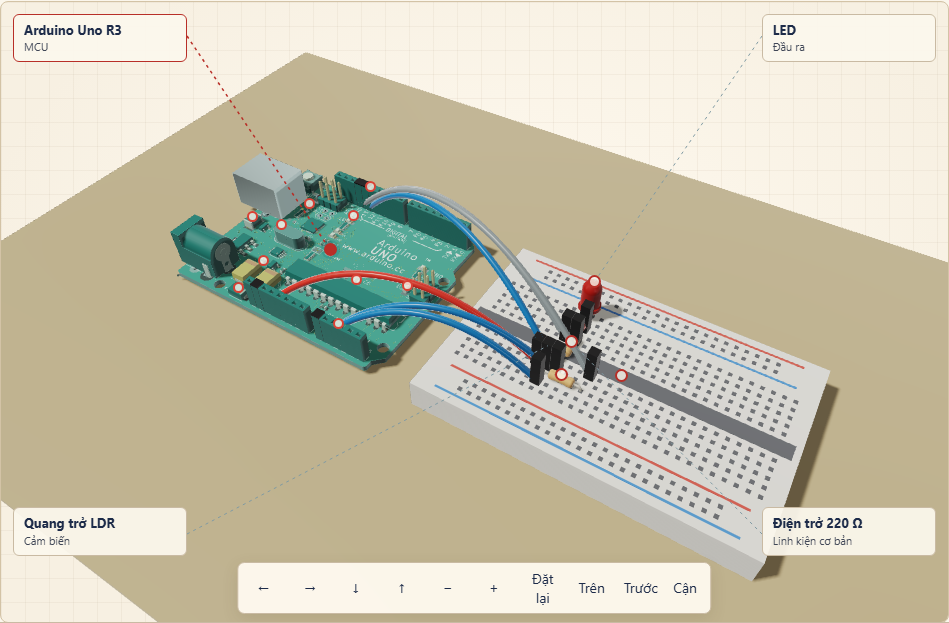 Arduino Uno R3
MCU
LED
Đầu ra
DIGITAL
Arduino
UNO
www.arduino.cc
Quang trở LDR
Cảm biến
Điện trở 220 Ω
Linh kiện cơ bản
← → ↓ ↑ − + Đặt lại Trên Trước Cận